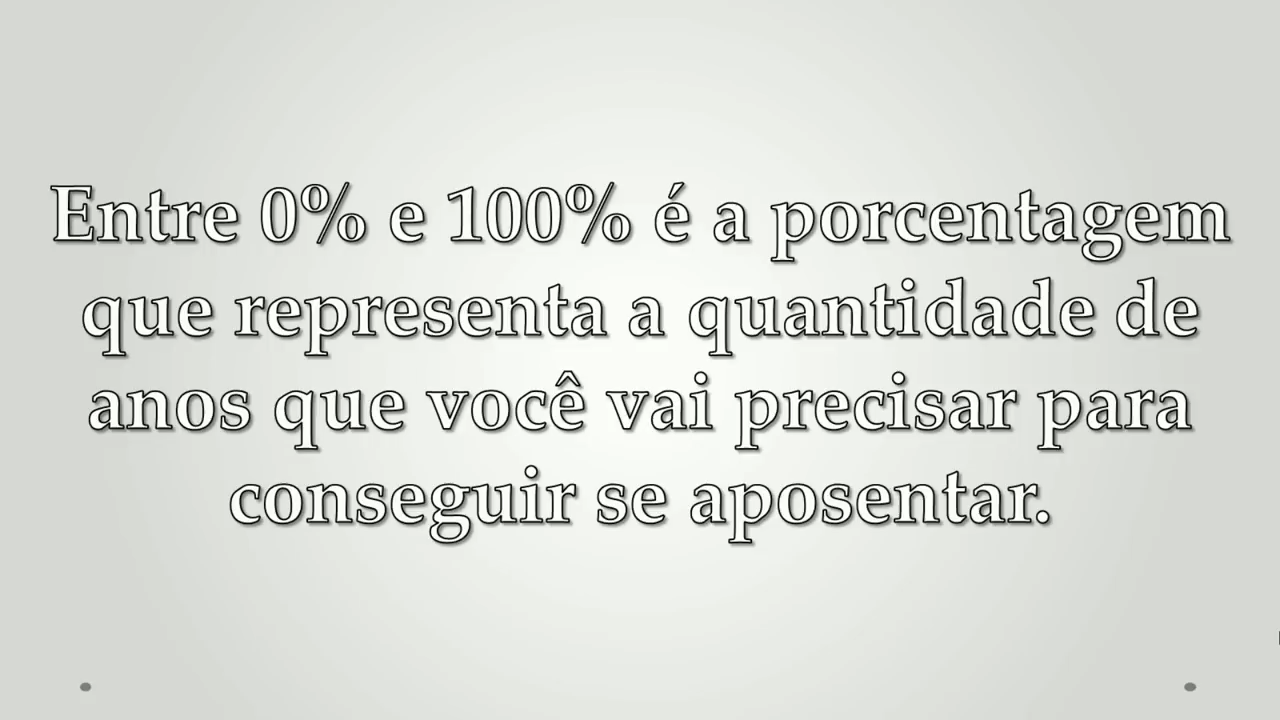 Entre 0% e 100% é a porcentagem
que representa a quantidade de
anos que você vai precisar para
conseguir se aposentar.